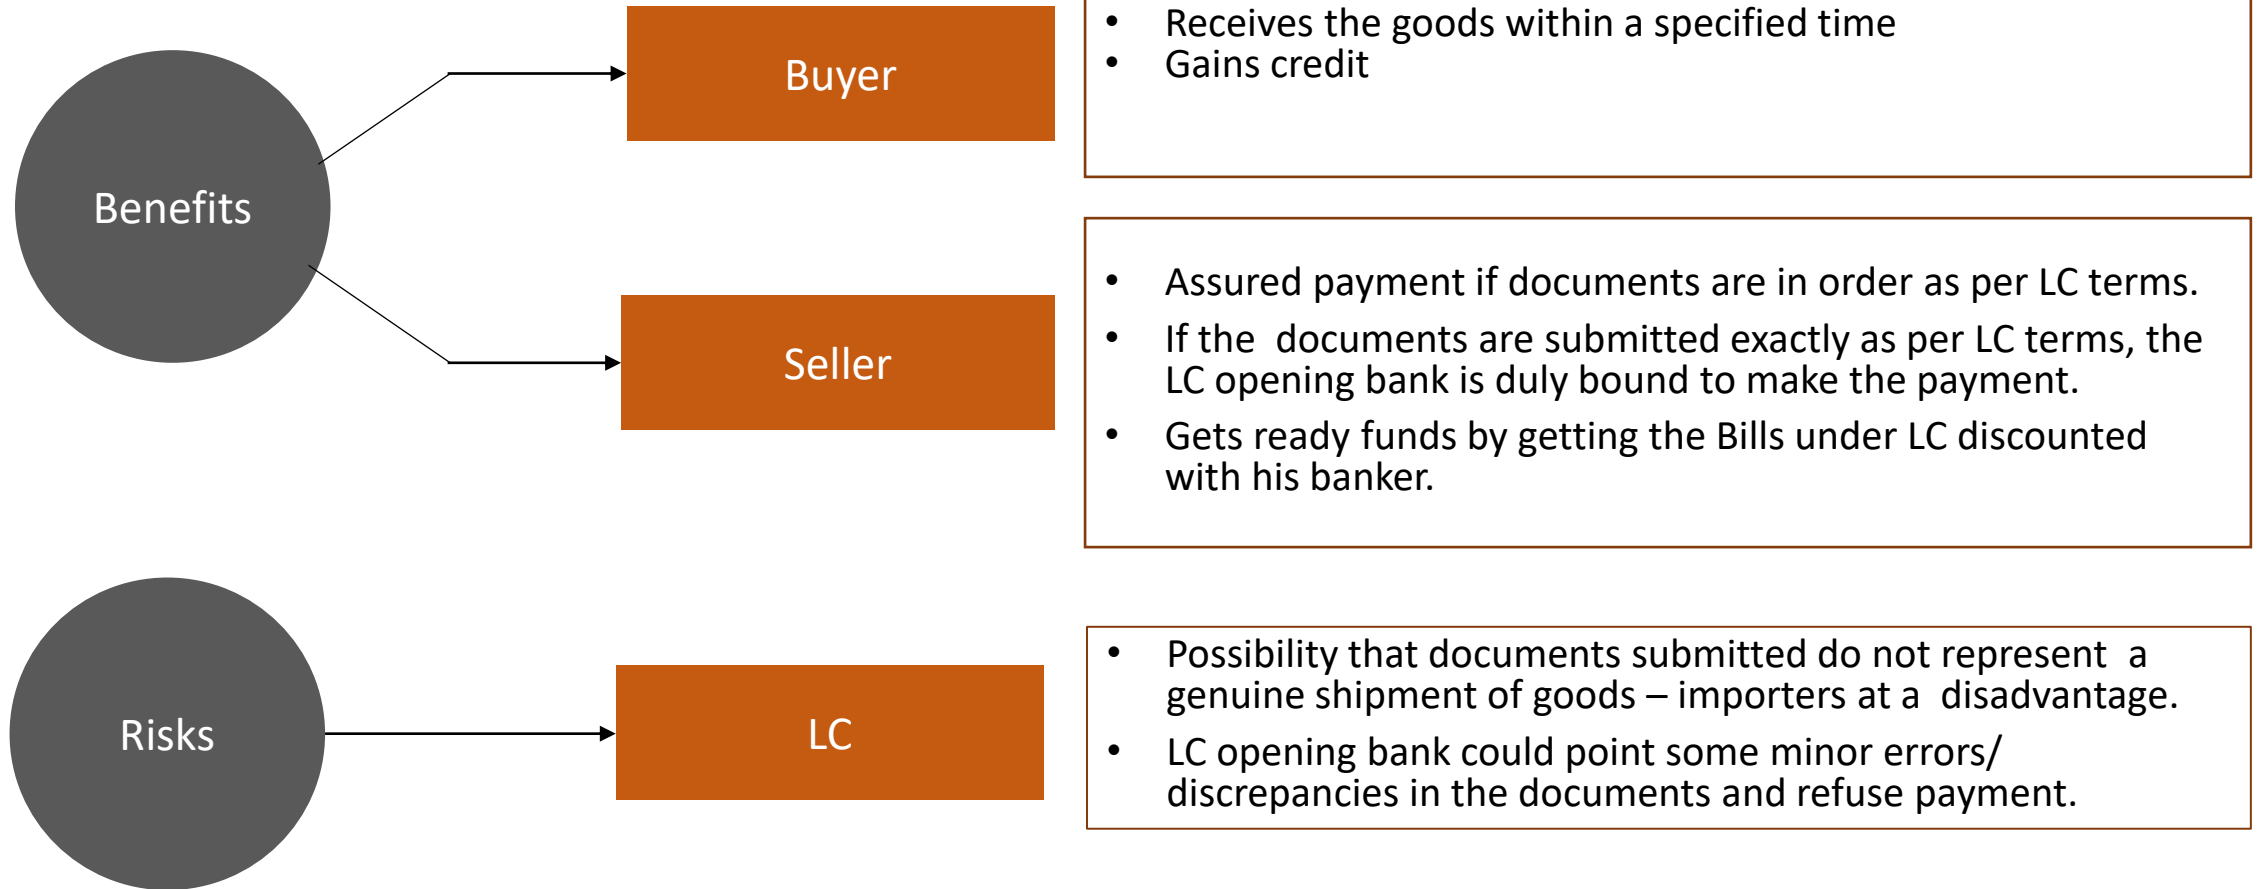 Benefits
Buyer
• Receives the goods within a specified time
• Gains credit
Seller
• Assured payment if documents are in order as per LC terms.
• If the  documents are submitted exactly as per LC terms, the
LC opening bank is duly bound to make the payment.
• Gets ready funds by getting the Bills under LC discounted
with his banker.
Risks
LC
• Possibility that documents submitted do not represent  a
genuine shipment of goods – importers at a  disadvantage.
• LC opening bank could point some minor errors/
discrepancies in the documents and refuse payment.